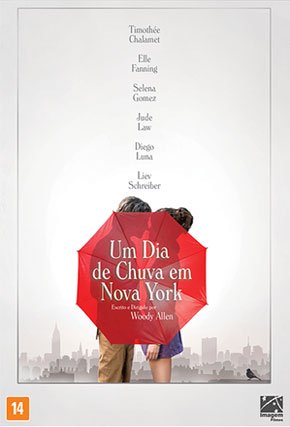 Timothée
Chalamet
Elle
Fanning
Selena
Gomez
Jude
Law
Diego
Luna
Liev
Schreiber
Um Dia
de Chuva em
Nova York
Escrito e Dirigido por
Woody Allen
14
Imagem
Filmes